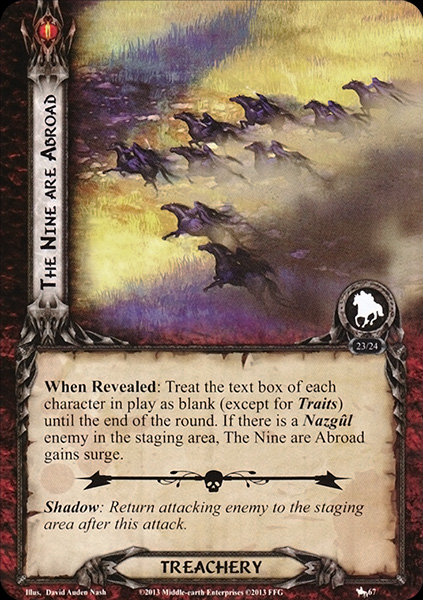 THE NINE ARE ABROAD
23/24
When Revealed: Treat the text box of each
character in play as blank (except for Traits)
until the end of the round. If there is a Nazgûl
enemy in the staging area, The Nine are Abroad
gains surge.
Shadow: Return attacking enemy to the staging
area after this attack.
TREACHERY
Illus. David Auden Nash ©2013 Middle-earth Enterprises ©2013 FFG 67